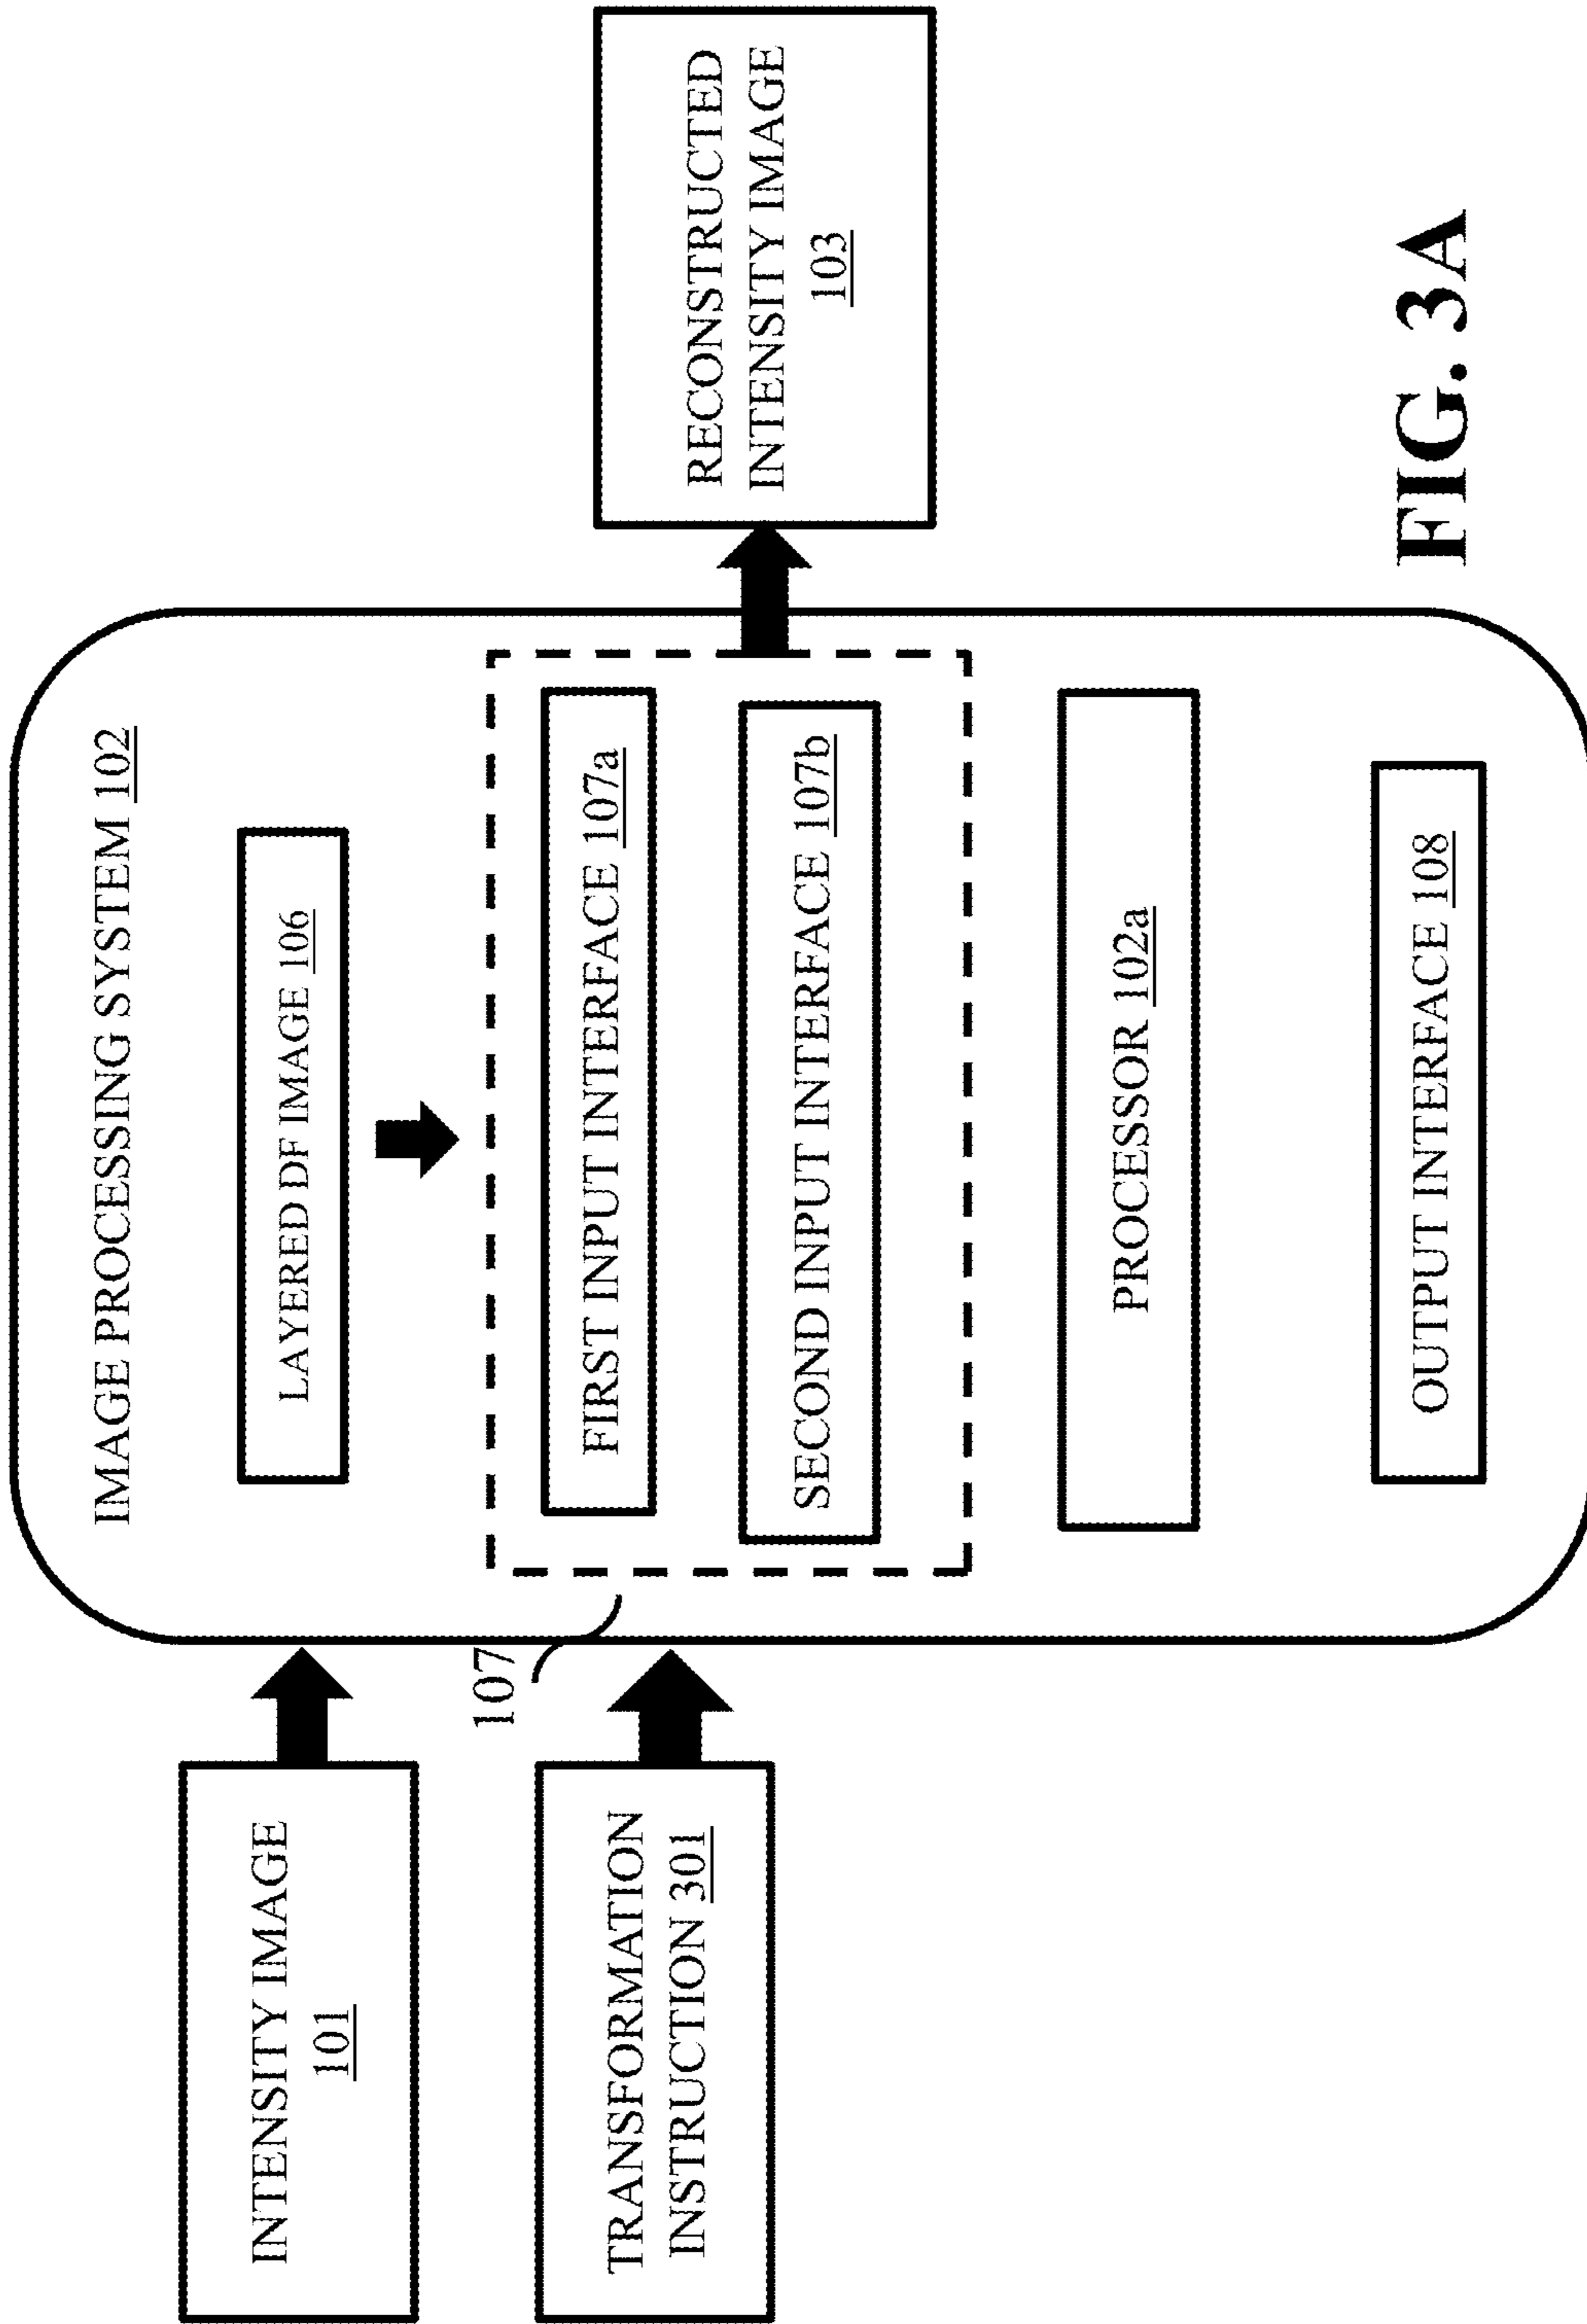 INTENSITY IMAGE
101
TRANSFORMATION
INSTRUCTION 301
107
IMAGE PROCESSING SYSTEM 102
LAYERED DF IMAGE 106
FIRST INPUT INTERFACE 107a
SECOND INPUT INTERFACE 107b
PROCESSOR 102a
OUTPUT INTERFACE 108
RECONSTRUCTED
INTENSITY IMAGE
103
FIG. 3A